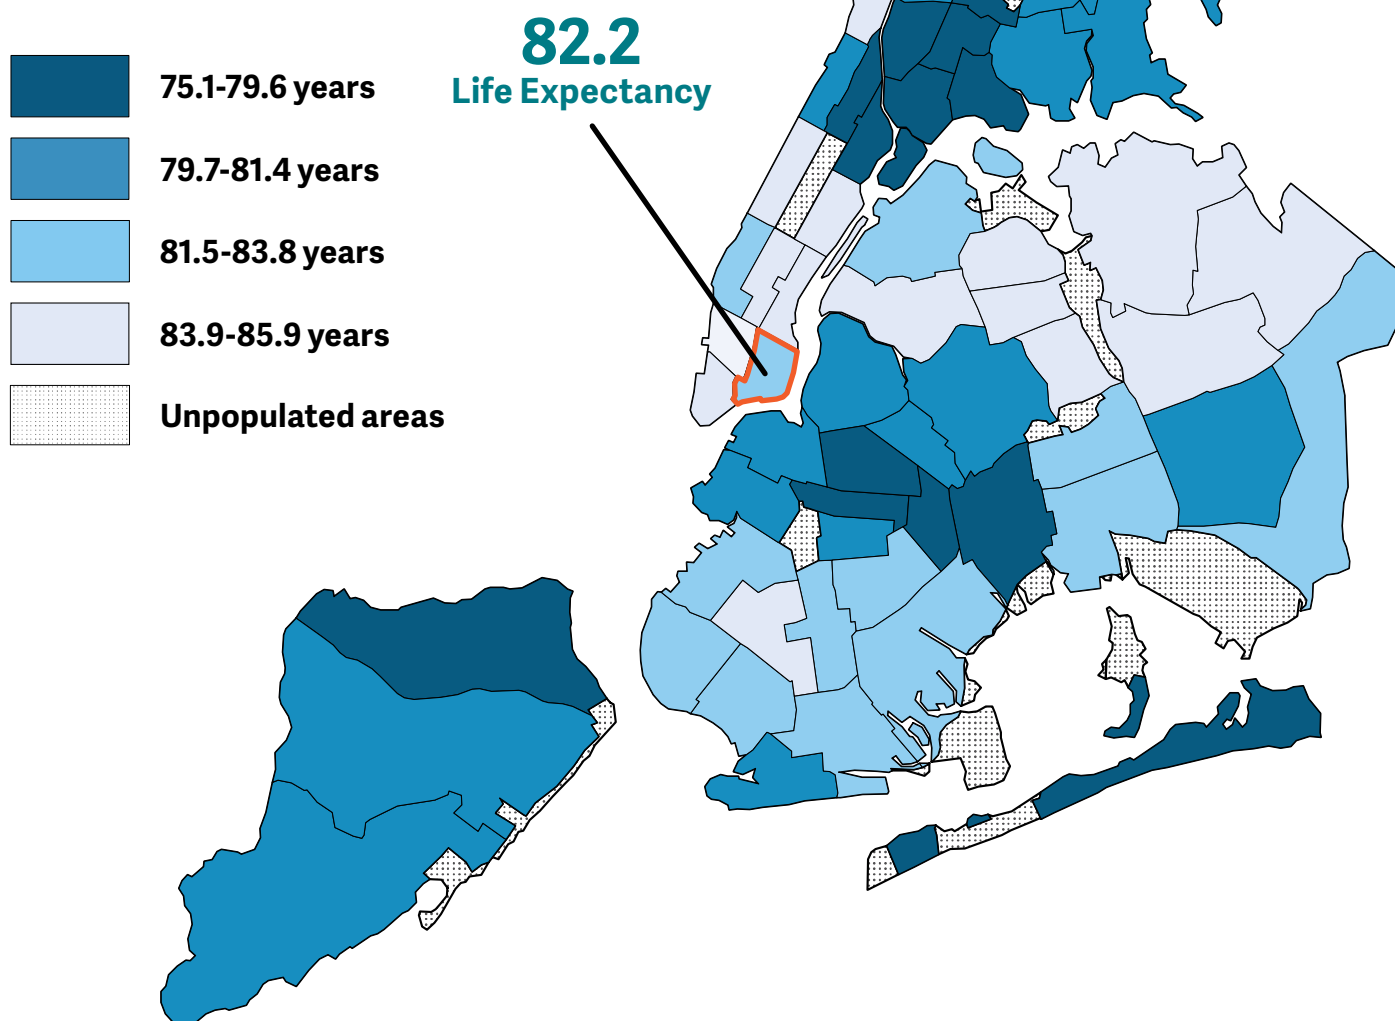 82.2
Life Expectancy
75.1-79.6 years
79.7-81.4 years
81.5-83.8 years
83.9-85.9 years
Unpopulated areas